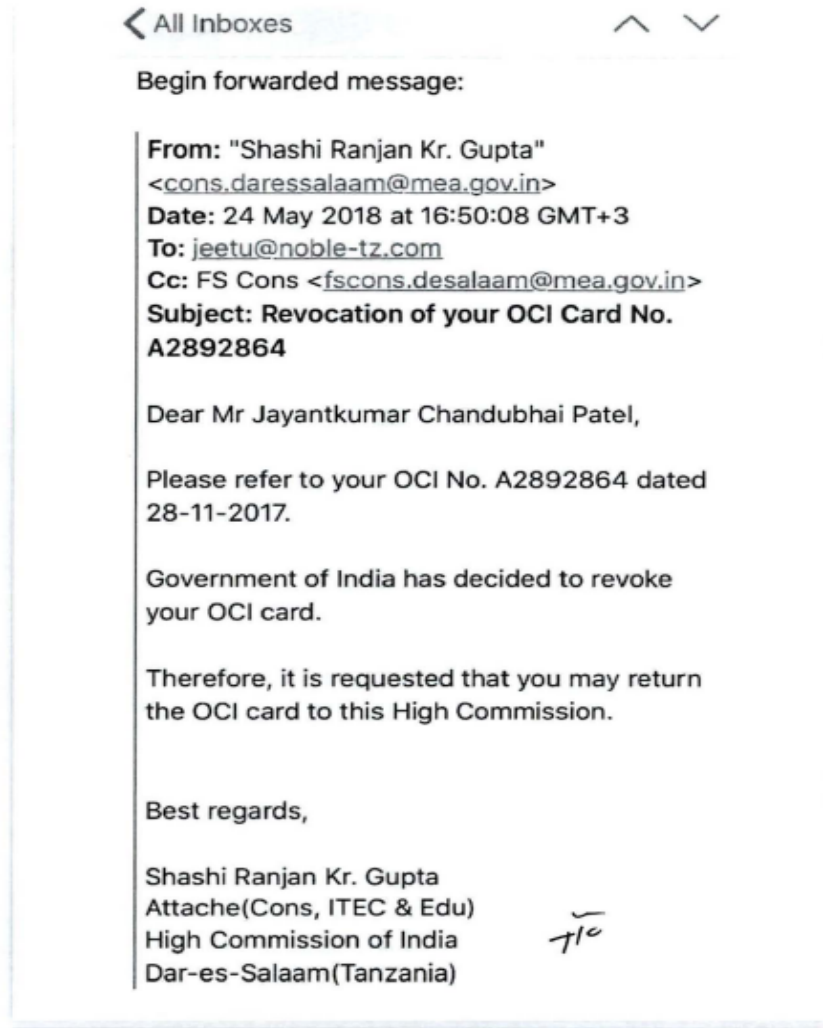 All Inboxes
Begin forwarded message:
From: "Shashi Ranjan Kr. Gupta"
<cons.daressalaam@mea.gov.in>
Date: 24 May 2018 at 16:50:08 GMT+3
To: jeetu@noble-tz.com
Cc: FS Cons <fscons.desalaam@mea.gov.in>
Subject: Revocation of your OCI Card No.
A2892864
Dear Mr Jayantkumar Chandubhai Patel,
Please refer to your OCI No. A2892864 dated
28-11-2017.
Government of India has decided to revoke
your OCI card.
Therefore, it is requested that you may return
the OCI card to this High Commission.
Best regards,
Shashi Ranjan Kr. Gupta
Attache(Cons, ITEC & Edu)
High Commission of India
Dar-es-Salaam(Tanzania)
T/C